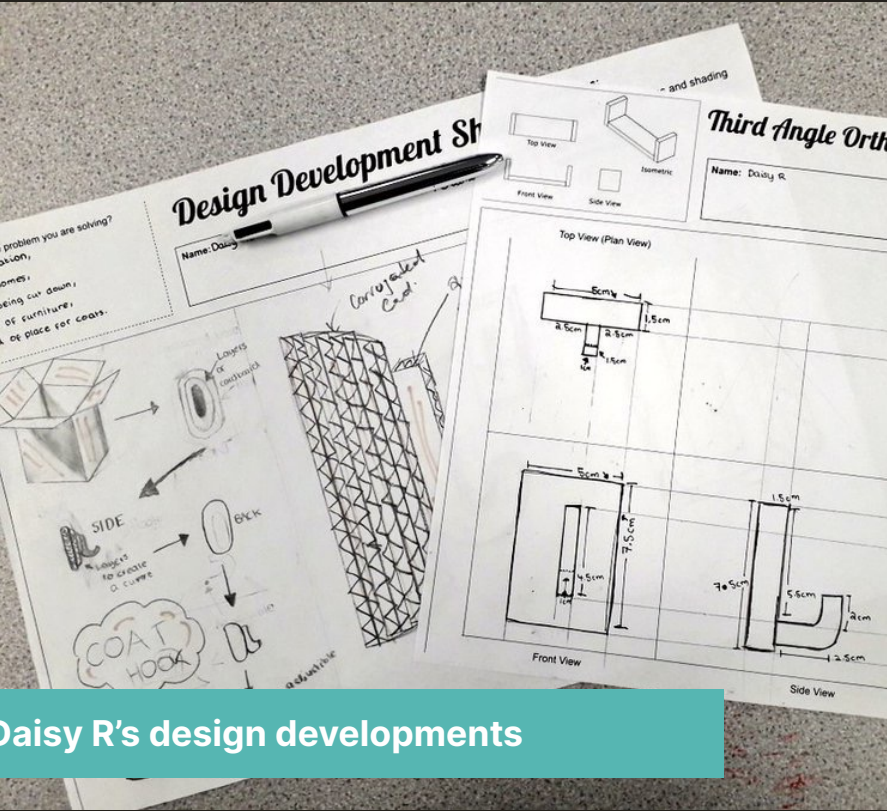 and shading
Design Development Sh
Name: Daisy
problem you are solving?
ation,
omes,
being cut down,
of furniture,
of place for coats.
Layers
of
cardboard
SIDE
Layers
to create
a curve
BACK
COAT
HOOK
Corrugated
Card.
Third Angle Orth
Name: Daisy R
Top View
Isometric
Front View
Side View
Top View (Plan View)
5cm
1.5cm
2.5cm
2.5cm
1.5cm
1cm
5cm
7.5cm
4.5cm
1cm
Front View
1.5cm
7.5cm
5.5cm
2cm
2.5cm
Side View
Daisy R’s design developments